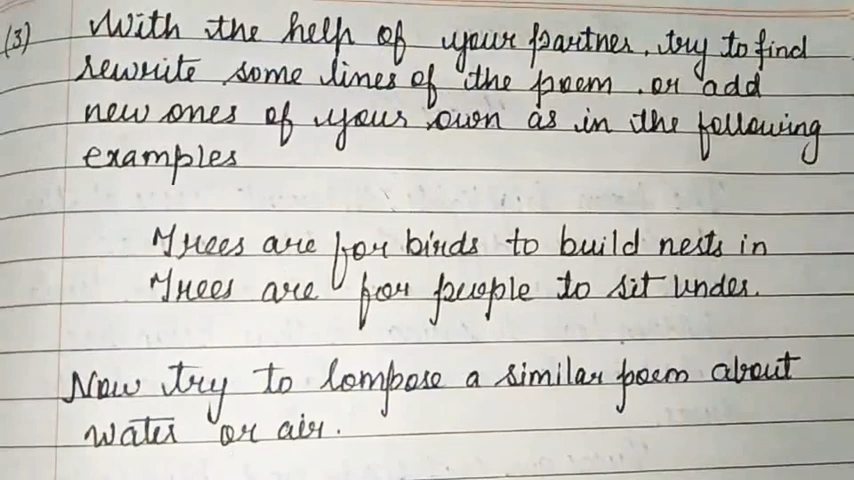 (3) With the help of your partner, try to find
rewrite some lines of the poem, or add
new ones of your own as in the following
examples
Trees are for birds to build nests in
Trees are for people to sit under.
Now try to compose a similar poem about
water or air.